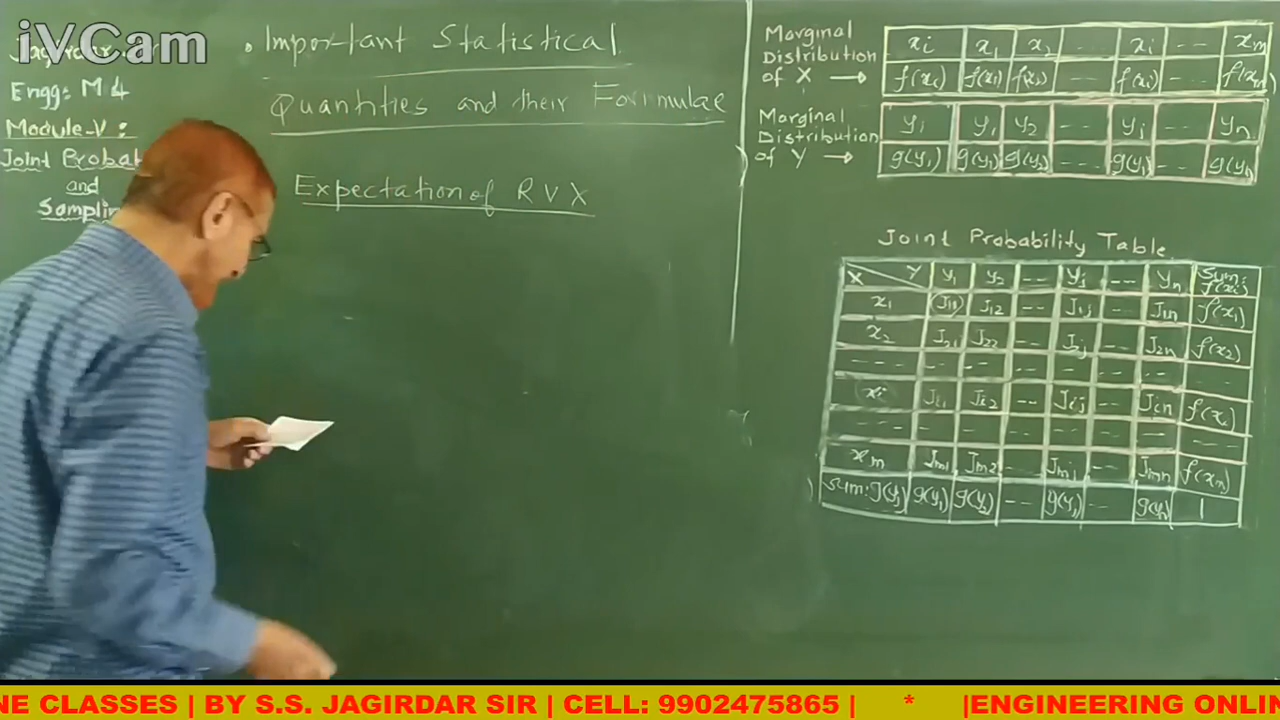 iVCam
Jagirdar
Engg: M4
Module-V:
Joint Probab
and
Samplin
• Important Statistical
Quantities and their Formulae
Expectation of RVX
Marginal
Distribution
of X →
xi x1 x2 -- xi -- xm
f(xi) f(x1) f(x2) -- f(xi) -- f(xm)
Marginal
Distribution
of Y →
yj y1 y2 -- yj -- yn
g(yj) g(y1) g(y2) -- g(yj) -- g(yn)
Joint Probability Table
X Y y1 y2 -- yj -- yn Sum: f(xi)
x1 J11 J12 -- J1j -- J1n f(x1)
x2 J21 J22 -- J2j -- J2n f(x2)
-- -- -- -- -- -- -- --
xi Ji1 Ji2 -- Jij -- Jin f(xi)
-- -- -- -- -- -- -- --
xm Jm1 Jm2 -- Jmj -- Jmn f(xm)
Sum: g(yj) g(y1) g(y2) -- g(yj) -- g(yn) 1
NE CLASSES | BY S.S. JAGIRDAR SIR | CELL: 9902475865 | * |ENGINEERING ONLIN